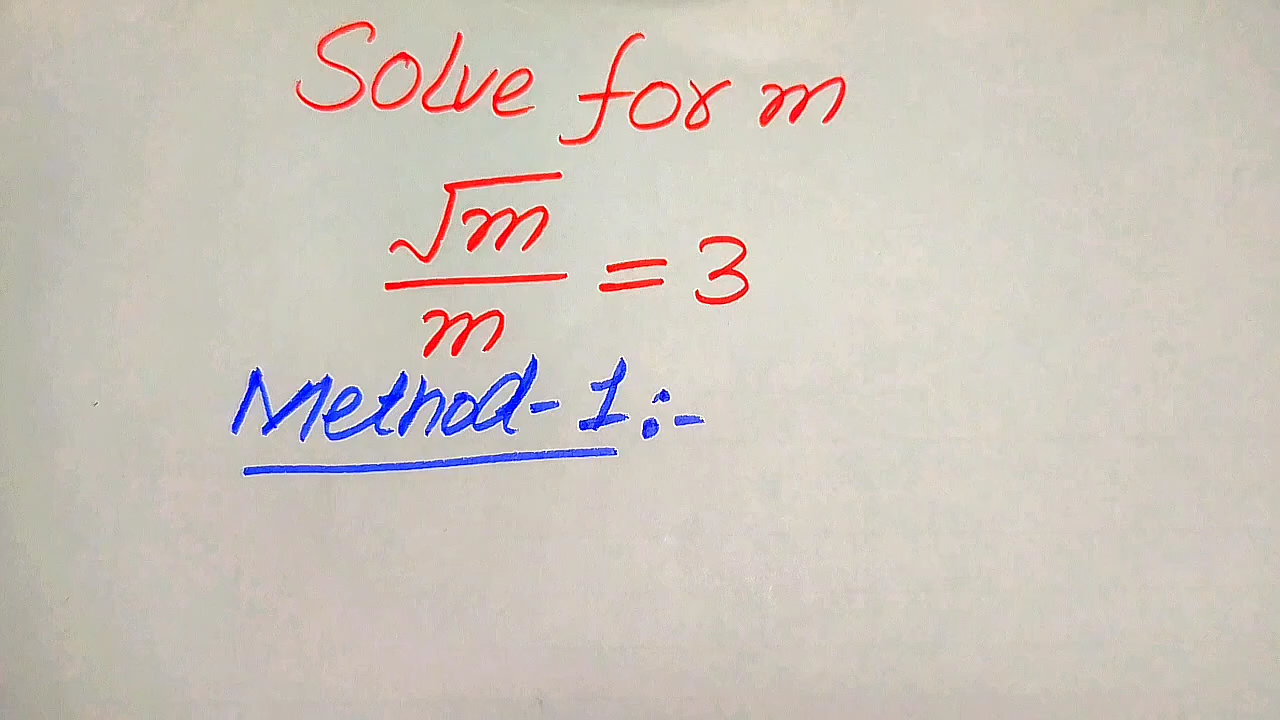 Solve for m
√m/m = 3
Method-1:-